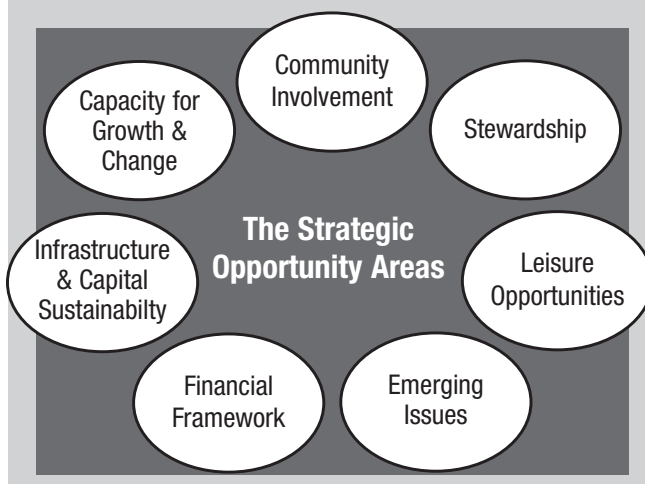 Community
Involvement
Capacity for
Growth &
Change
Stewardship
The Strategic
Opportunity Areas
Infrastructure
& Capital
Sustainabilty
Leisure
Opportunities
Financial
Framework
Emerging
Issues